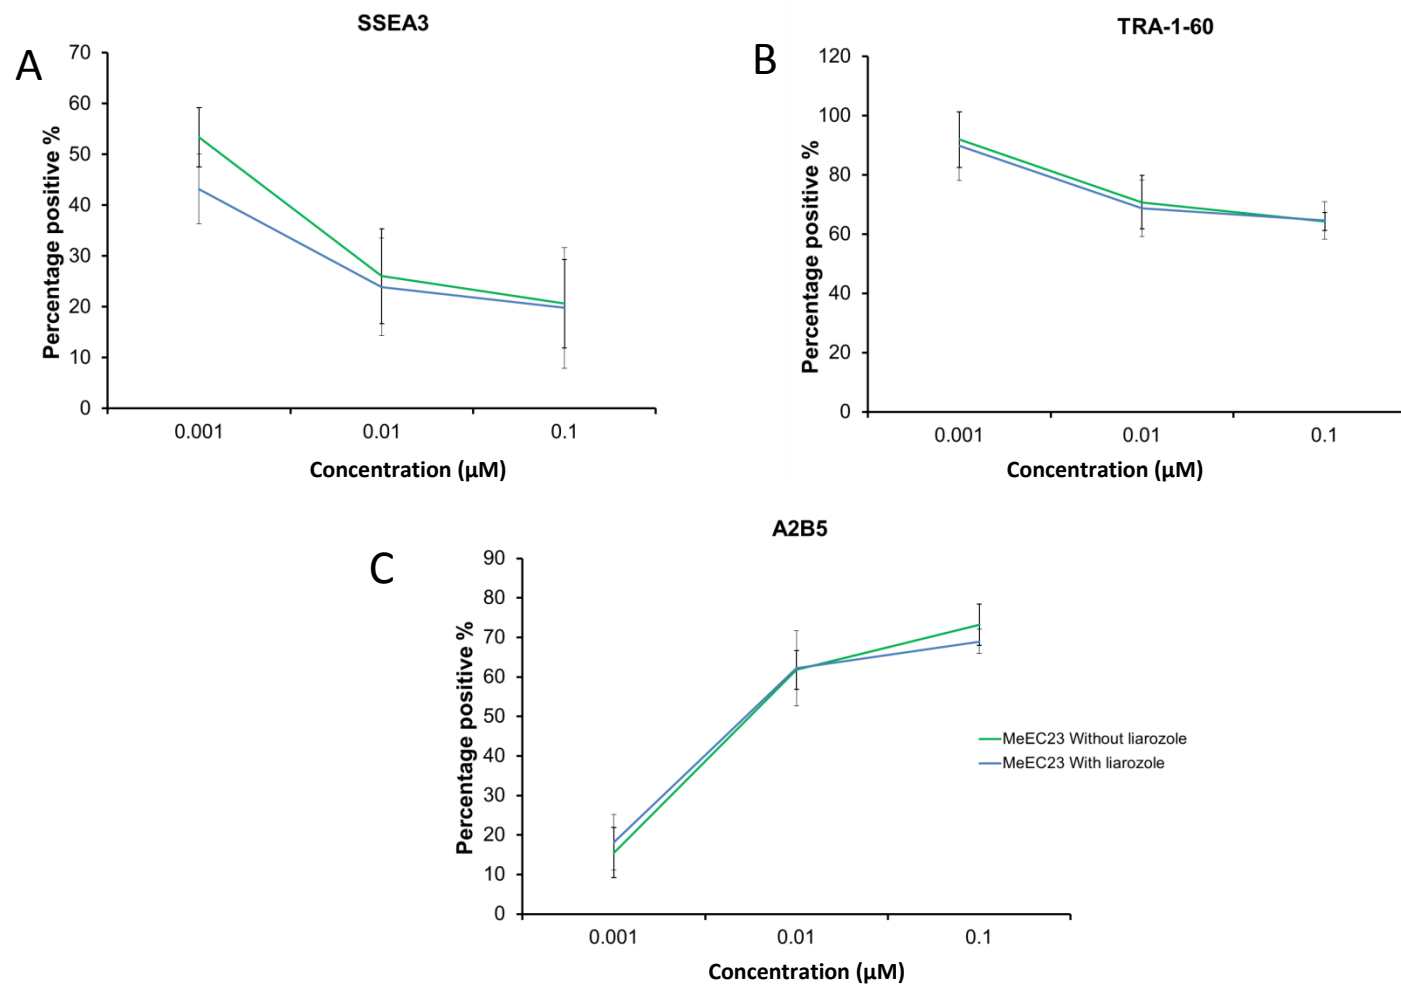 A
SSEA3
Percentage positive %
70
60
50
40
30
20
10
0
0.001
0.01
0.1
Concentration (µM)
B
TRA-1-60
Percentage positive %
120
100
80
60
40
20
0
0.001
0.01
0.1
Concentration (µM)
C
A2B5
Percentage positive %
90
80
70
60
50
40
30
20
10
0
0.001
0.01
0.1
Concentration (µM)
MeEC23 Without liarozole
MeEC23 With liarozole